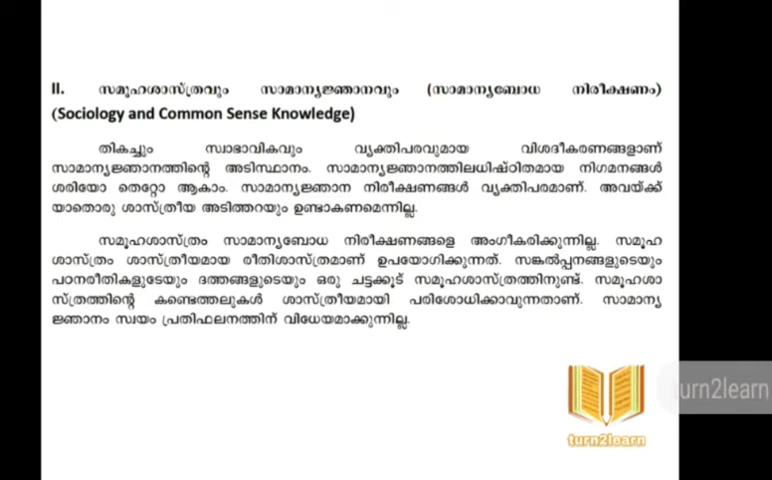 II. സമൂഹശാസ്ത്രവും സാമാന്യജ്ഞാനവും (സാമാന്യബോധ നിരീക്ഷണം)
(Sociology and Common Sense Knowledge)
തികച്ചും സ്വാഭാവികവും വ്യക്തിപരവുമായ വിശദീകരണങ്ങളാണ്
സാമാന്യജ്ഞാനത്തിന്റെ അടിസ്ഥാനം. സാമാന്യജ്ഞാനത്തിലധിഷ്ഠിതമായ നിഗമനങ്ങൾ
ശരിയോ തെറ്റോ ആകാം. സാമാന്യജ്ഞാന നിരീക്ഷണങ്ങൾ വ്യക്തിപരമാണ്. അവയ്ക്ക്
യാതൊരു ശാസ്ത്രീയ അടിത്തറയും ഉണ്ടാകണമെന്നില്ല.
സമൂഹശാസ്ത്രം സാമാന്യബോധ നിരീക്ഷണങ്ങളെ അംഗീകരിക്കുന്നില്ല. സമൂഹ
ശാസ്ത്രം ശാസ്ത്രീയമായ രീതിശാസ്ത്രമാണ് ഉപയോഗിക്കുന്നത്. സങ്കൽപ്പനങ്ങളുടെയും
പഠനരീതികളുടേയും ദത്തങ്ങളുടെയും ഒരു ചട്ടക്കൂട് സമൂഹശാസ്ത്രത്തിനുണ്ട്. സമൂഹശാ
സ്ത്രത്തിന്റെ കണ്ടെത്തലുകൾ ശാസ്ത്രീയമായി പരിശോധിക്കാവുന്നതാണ്. സാമാന്യ
ജ്ഞാനം സ്വയം പ്രതിഫലനത്തിന് വിധേയമാക്കുന്നില്ല.
turn2learn
turn2learn